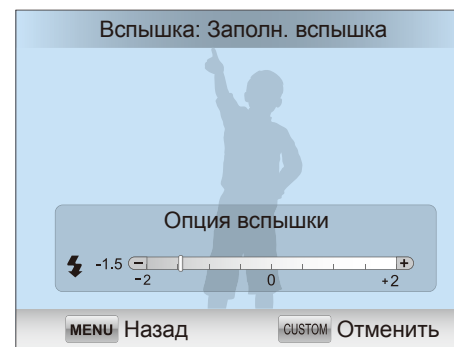 Вспышка: Заполн. вспышка
Опция вспышки
-1.5
-2 0 +2
MENU Назад CUSTOM Отменить